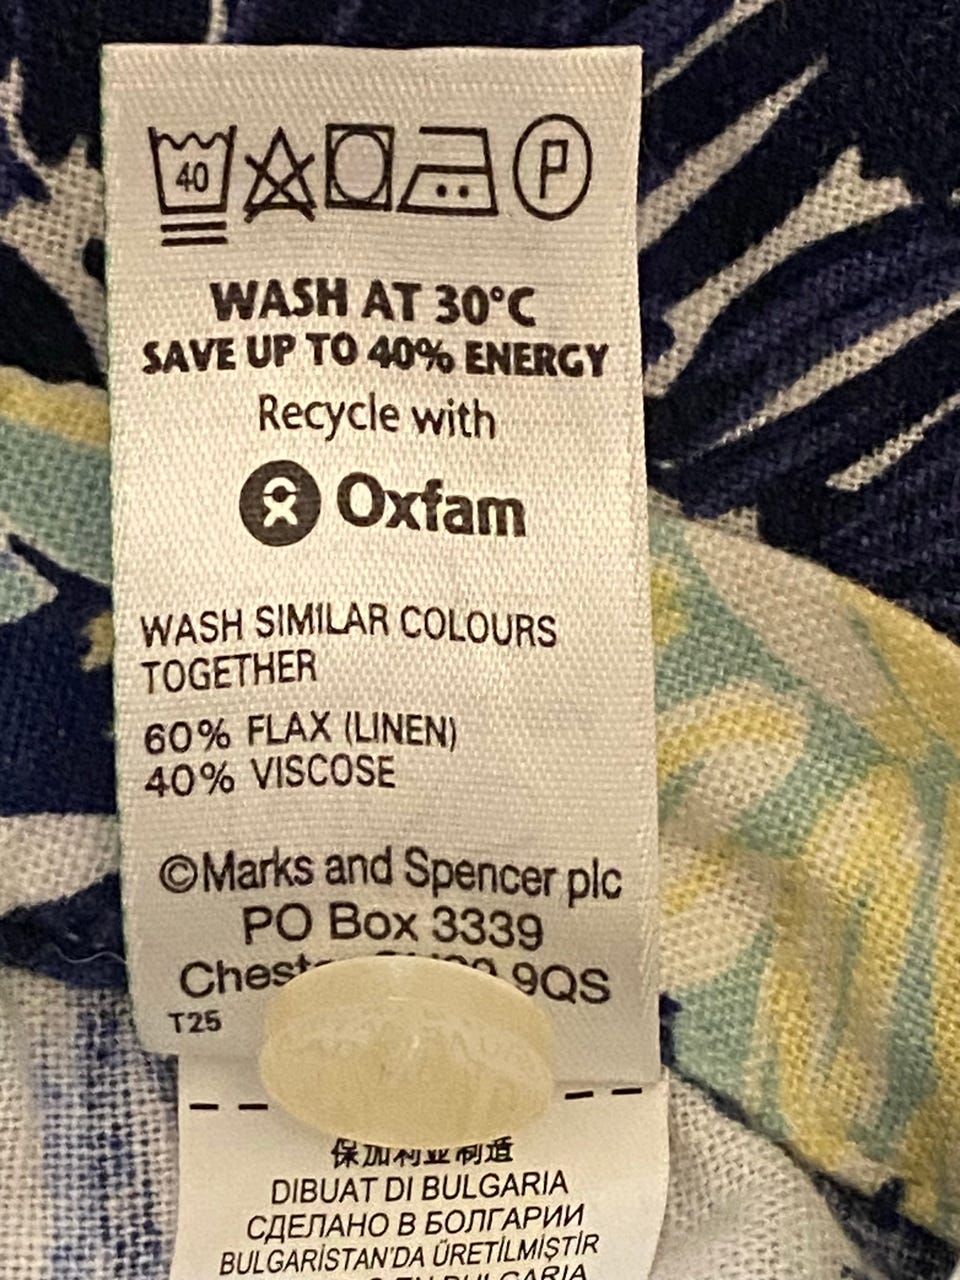 40
P
WASH AT 30°C
SAVE UP TO 40% ENERGY
Recycle with
Oxfam
WASH SIMILAR COLOURS
TOGETHER
60% FLAX (LINEN)
40% VISCOSE
©Marks and Spencer plc
PO Box 3339
9QS
T25
保加利亚制造
DIBUAT DI BULGARIA
СДЕЛАНО В БОЛГАРИИ
BULGARİSTAN'DA ÜRETİLMİŞTİR
EN BULGARIA